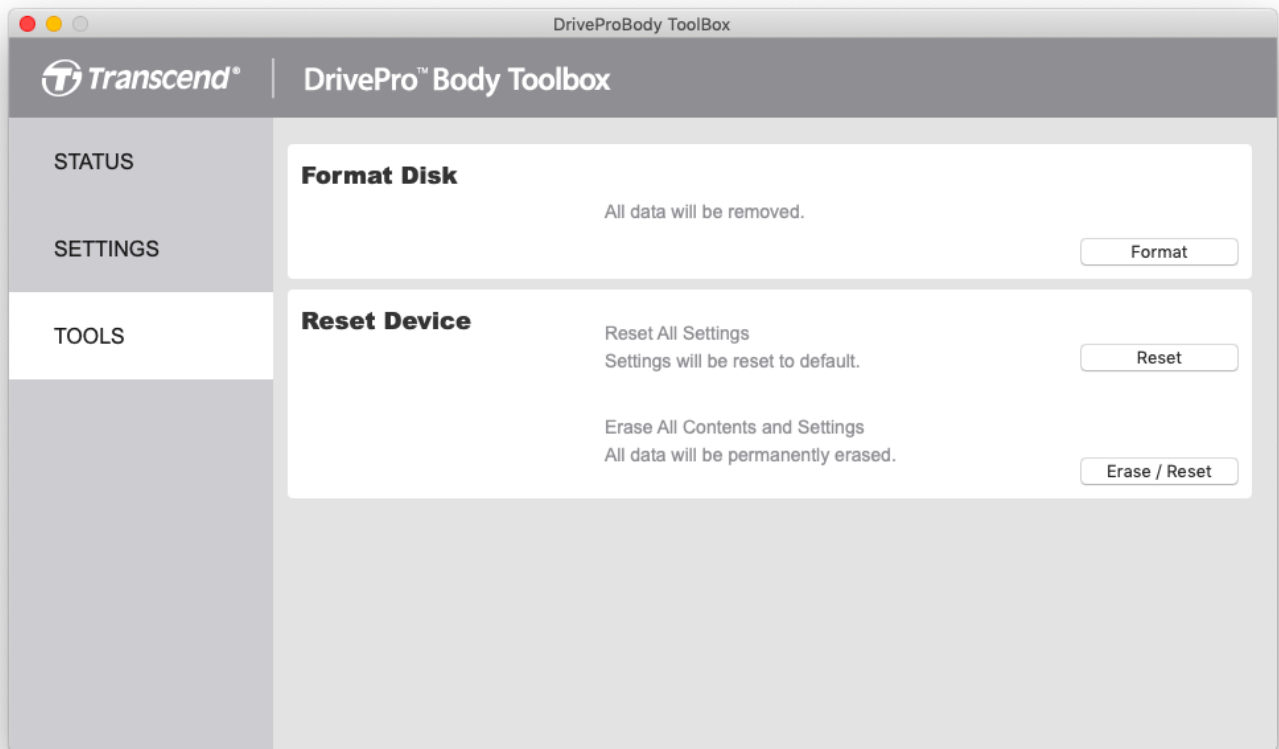 DriveProBody ToolBox
Transcend® DrivePro™ Body Toolbox
STATUS
SETTINGS
TOOLS
Format Disk
All data will be removed.
Format
Reset Device
Reset All Settings
Settings will be reset to default.
Reset
Erase All Contents and Settings
All data will be permanently erased.
Erase / Reset